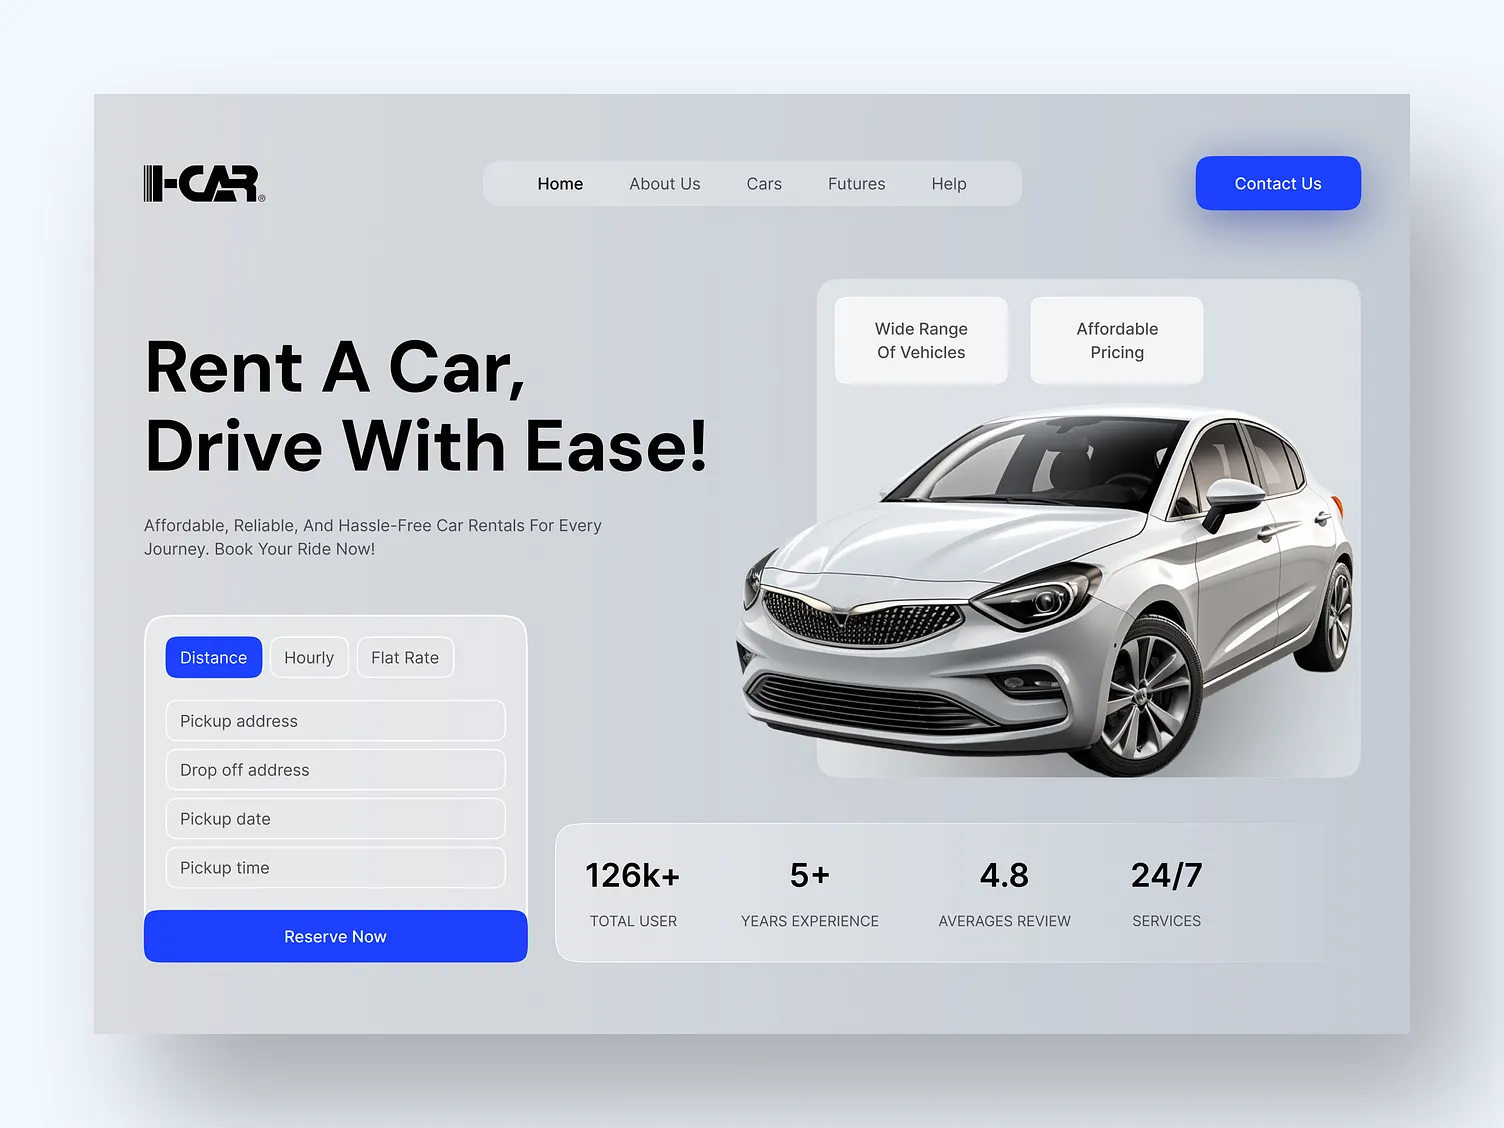 I-CAR®
Home
About Us
Cars
Futures
Help
Contact Us
Rent A Car,
Drive With Ease!
Affordable, Reliable, And Hassle-Free Car Rentals For Every
Journey. Book Your Ride Now!
Wide Range
Of Vehicles
Affordable
Pricing
Distance
Hourly
Flat Rate
Pickup address
Drop off address
Pickup date
Pickup time
Reserve Now
126k+
TOTAL USER
5+
YEARS EXPERIENCE
4.8
AVERAGES REVIEW
24/7
SERVICES